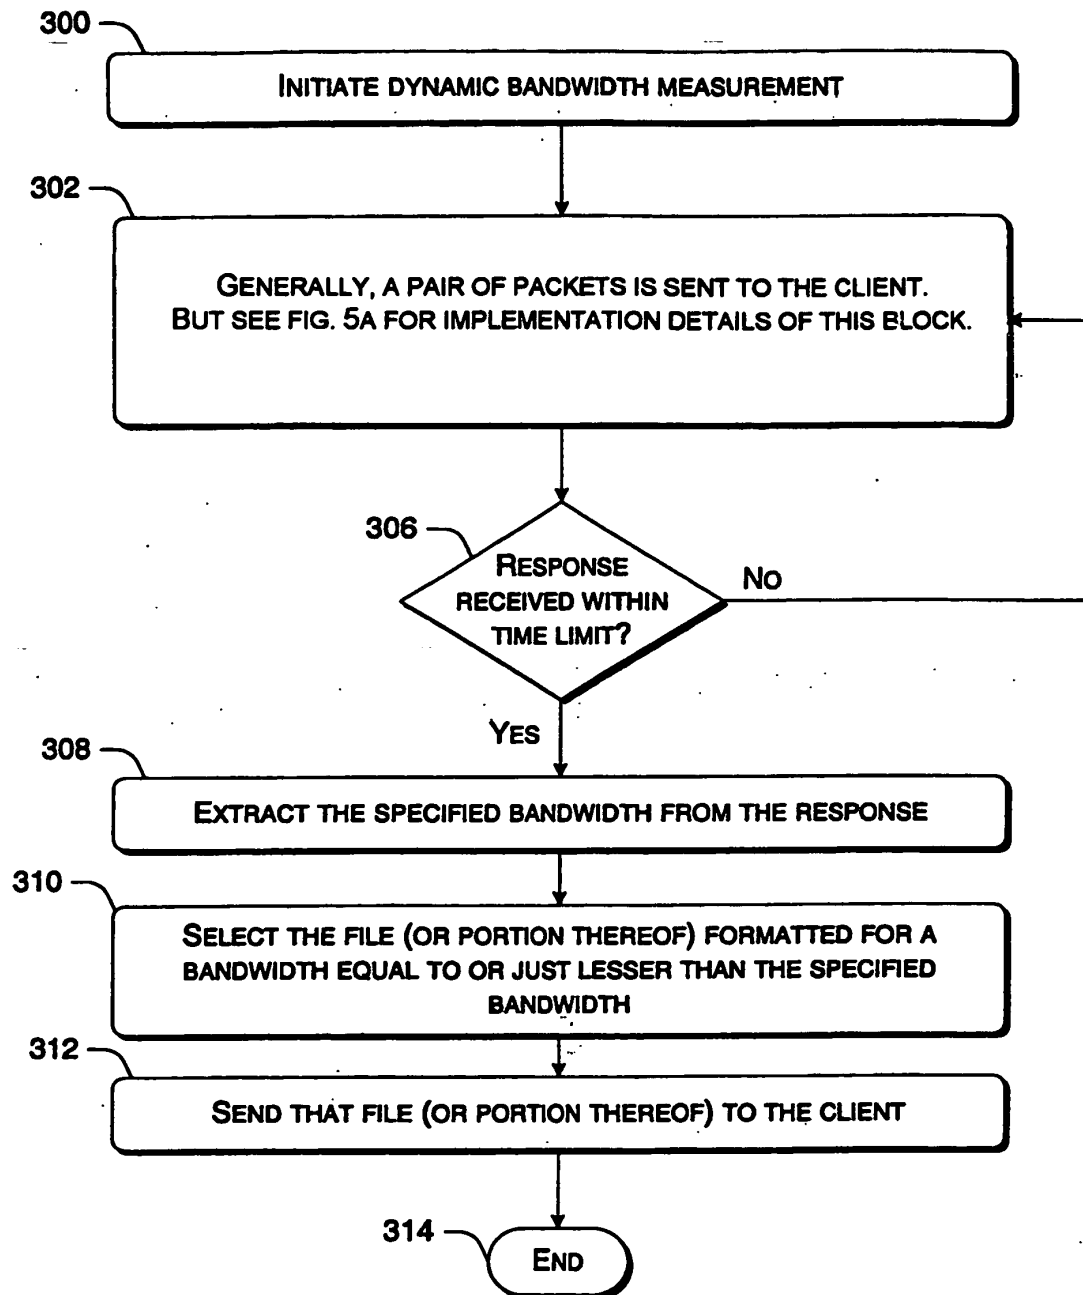 300
INITIATE DYNAMIC BANDWIDTH MEASUREMENT
302
GENERALLY, A PAIR OF PACKETS IS SENT TO THE CLIENT.
BUT SEE FIG. 5A FOR IMPLEMENTATION DETAILS OF THIS BLOCK.
306
RESPONSE
RECEIVED WITHIN
TIME LIMIT?
NO
YES
308
EXTRACT THE SPECIFIED BANDWIDTH FROM THE RESPONSE
310
SELECT THE FILE (OR PORTION THEREOF) FORMATTED FOR A
BANDWIDTH EQUAL TO OR JUST LESSER THAN THE SPECIFIED
BANDWIDTH
312
SEND THAT FILE (OR PORTION THEREOF) TO THE CLIENT
314
END